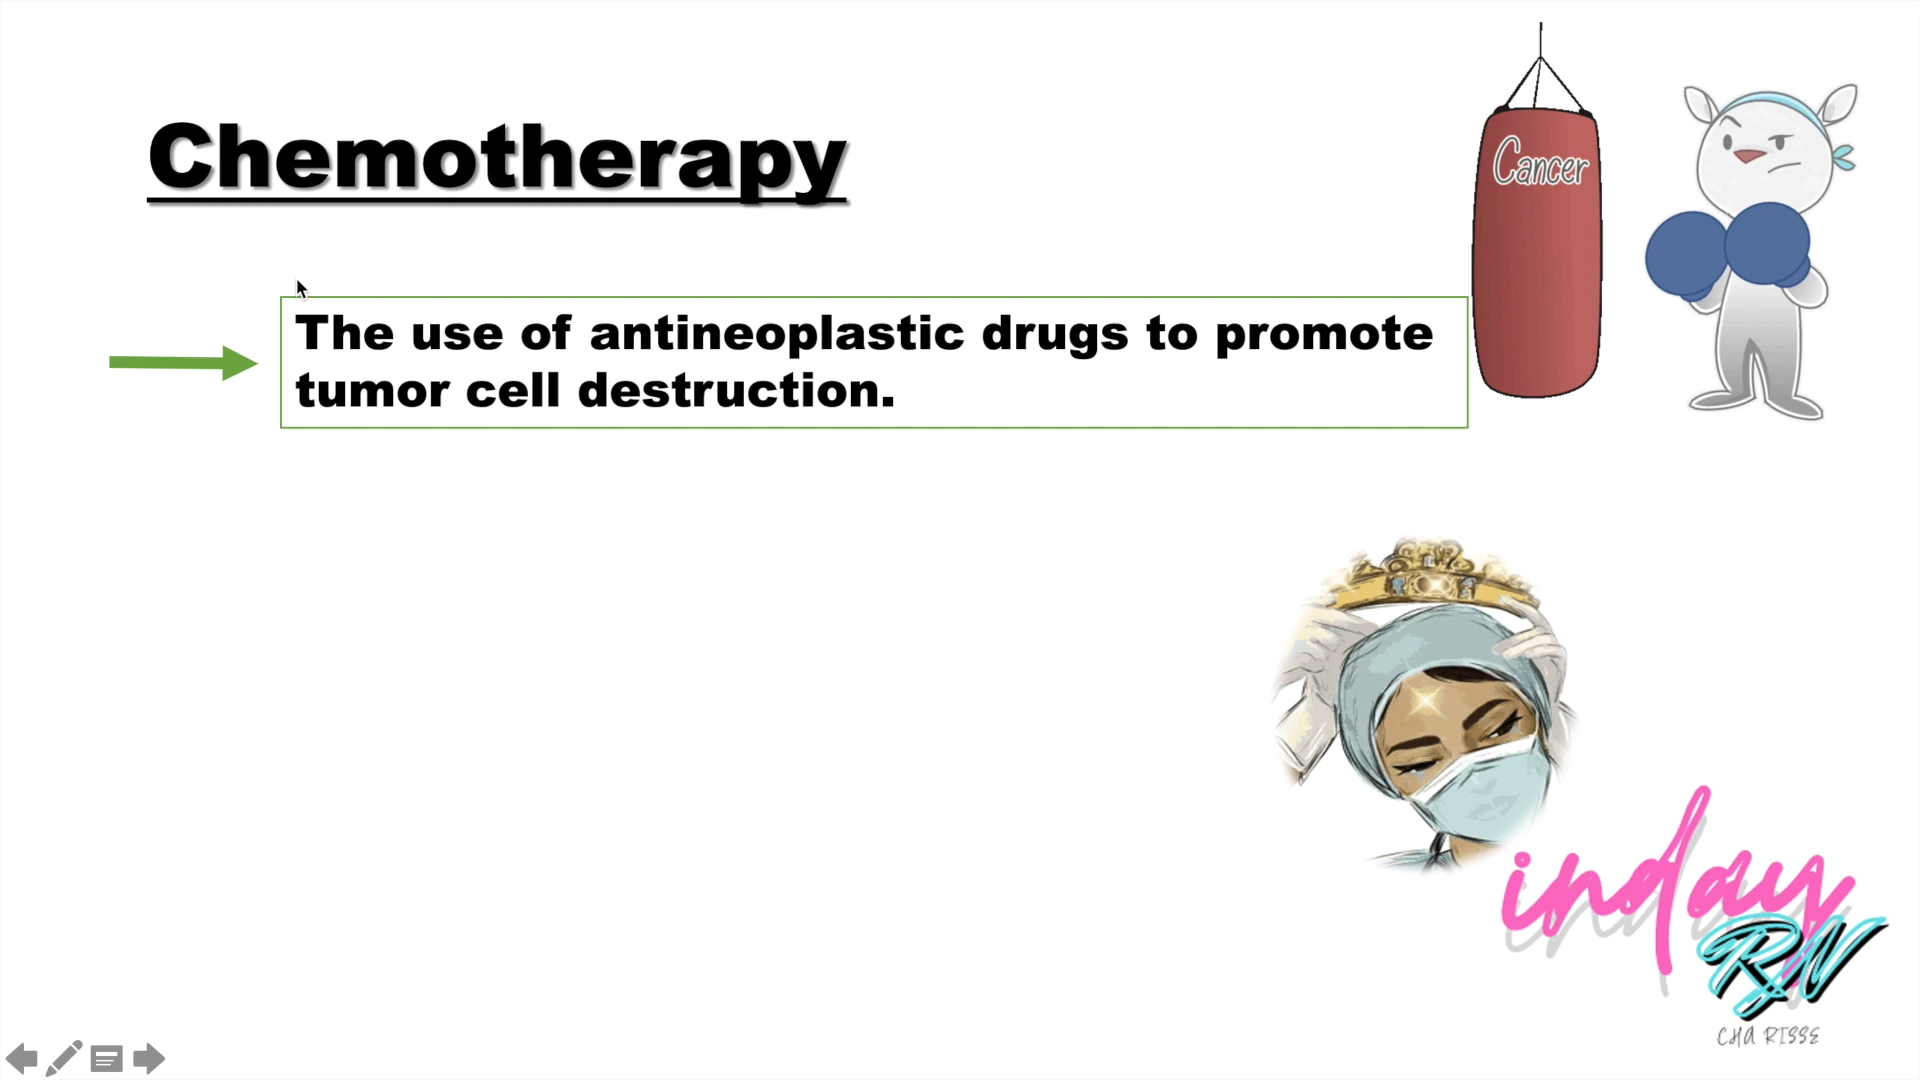 Chemotherapy
Cancer
The use of antineoplastic drugs to promote
tumor cell destruction.
inday
RN
CHA RISSE